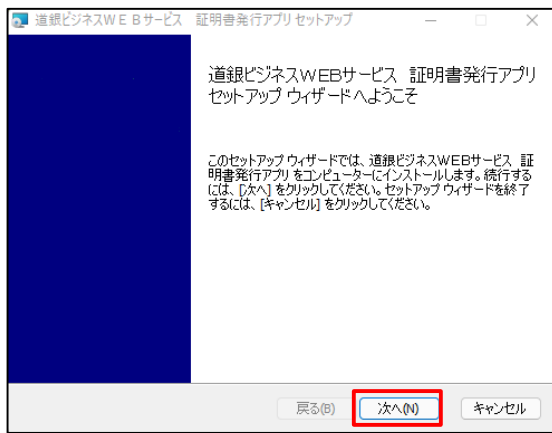 道銀ビジネスWEBサービス 証明書発行アプリ セットアップ
道銀ビジネスWEBサービス 証明書発行アプリ
セットアップ ウィザードへようこそ
このセットアップ ウィザードでは、道銀ビジネスWEBサービス 証
明書発行アプリ をコンピューターにインストールします。続行する
には、[次へ] をクリックしてください。セットアップ ウィザードを終了
するには、[キャンセル] をクリックしてください。
戻る(B) 次へ(N) キャンセル